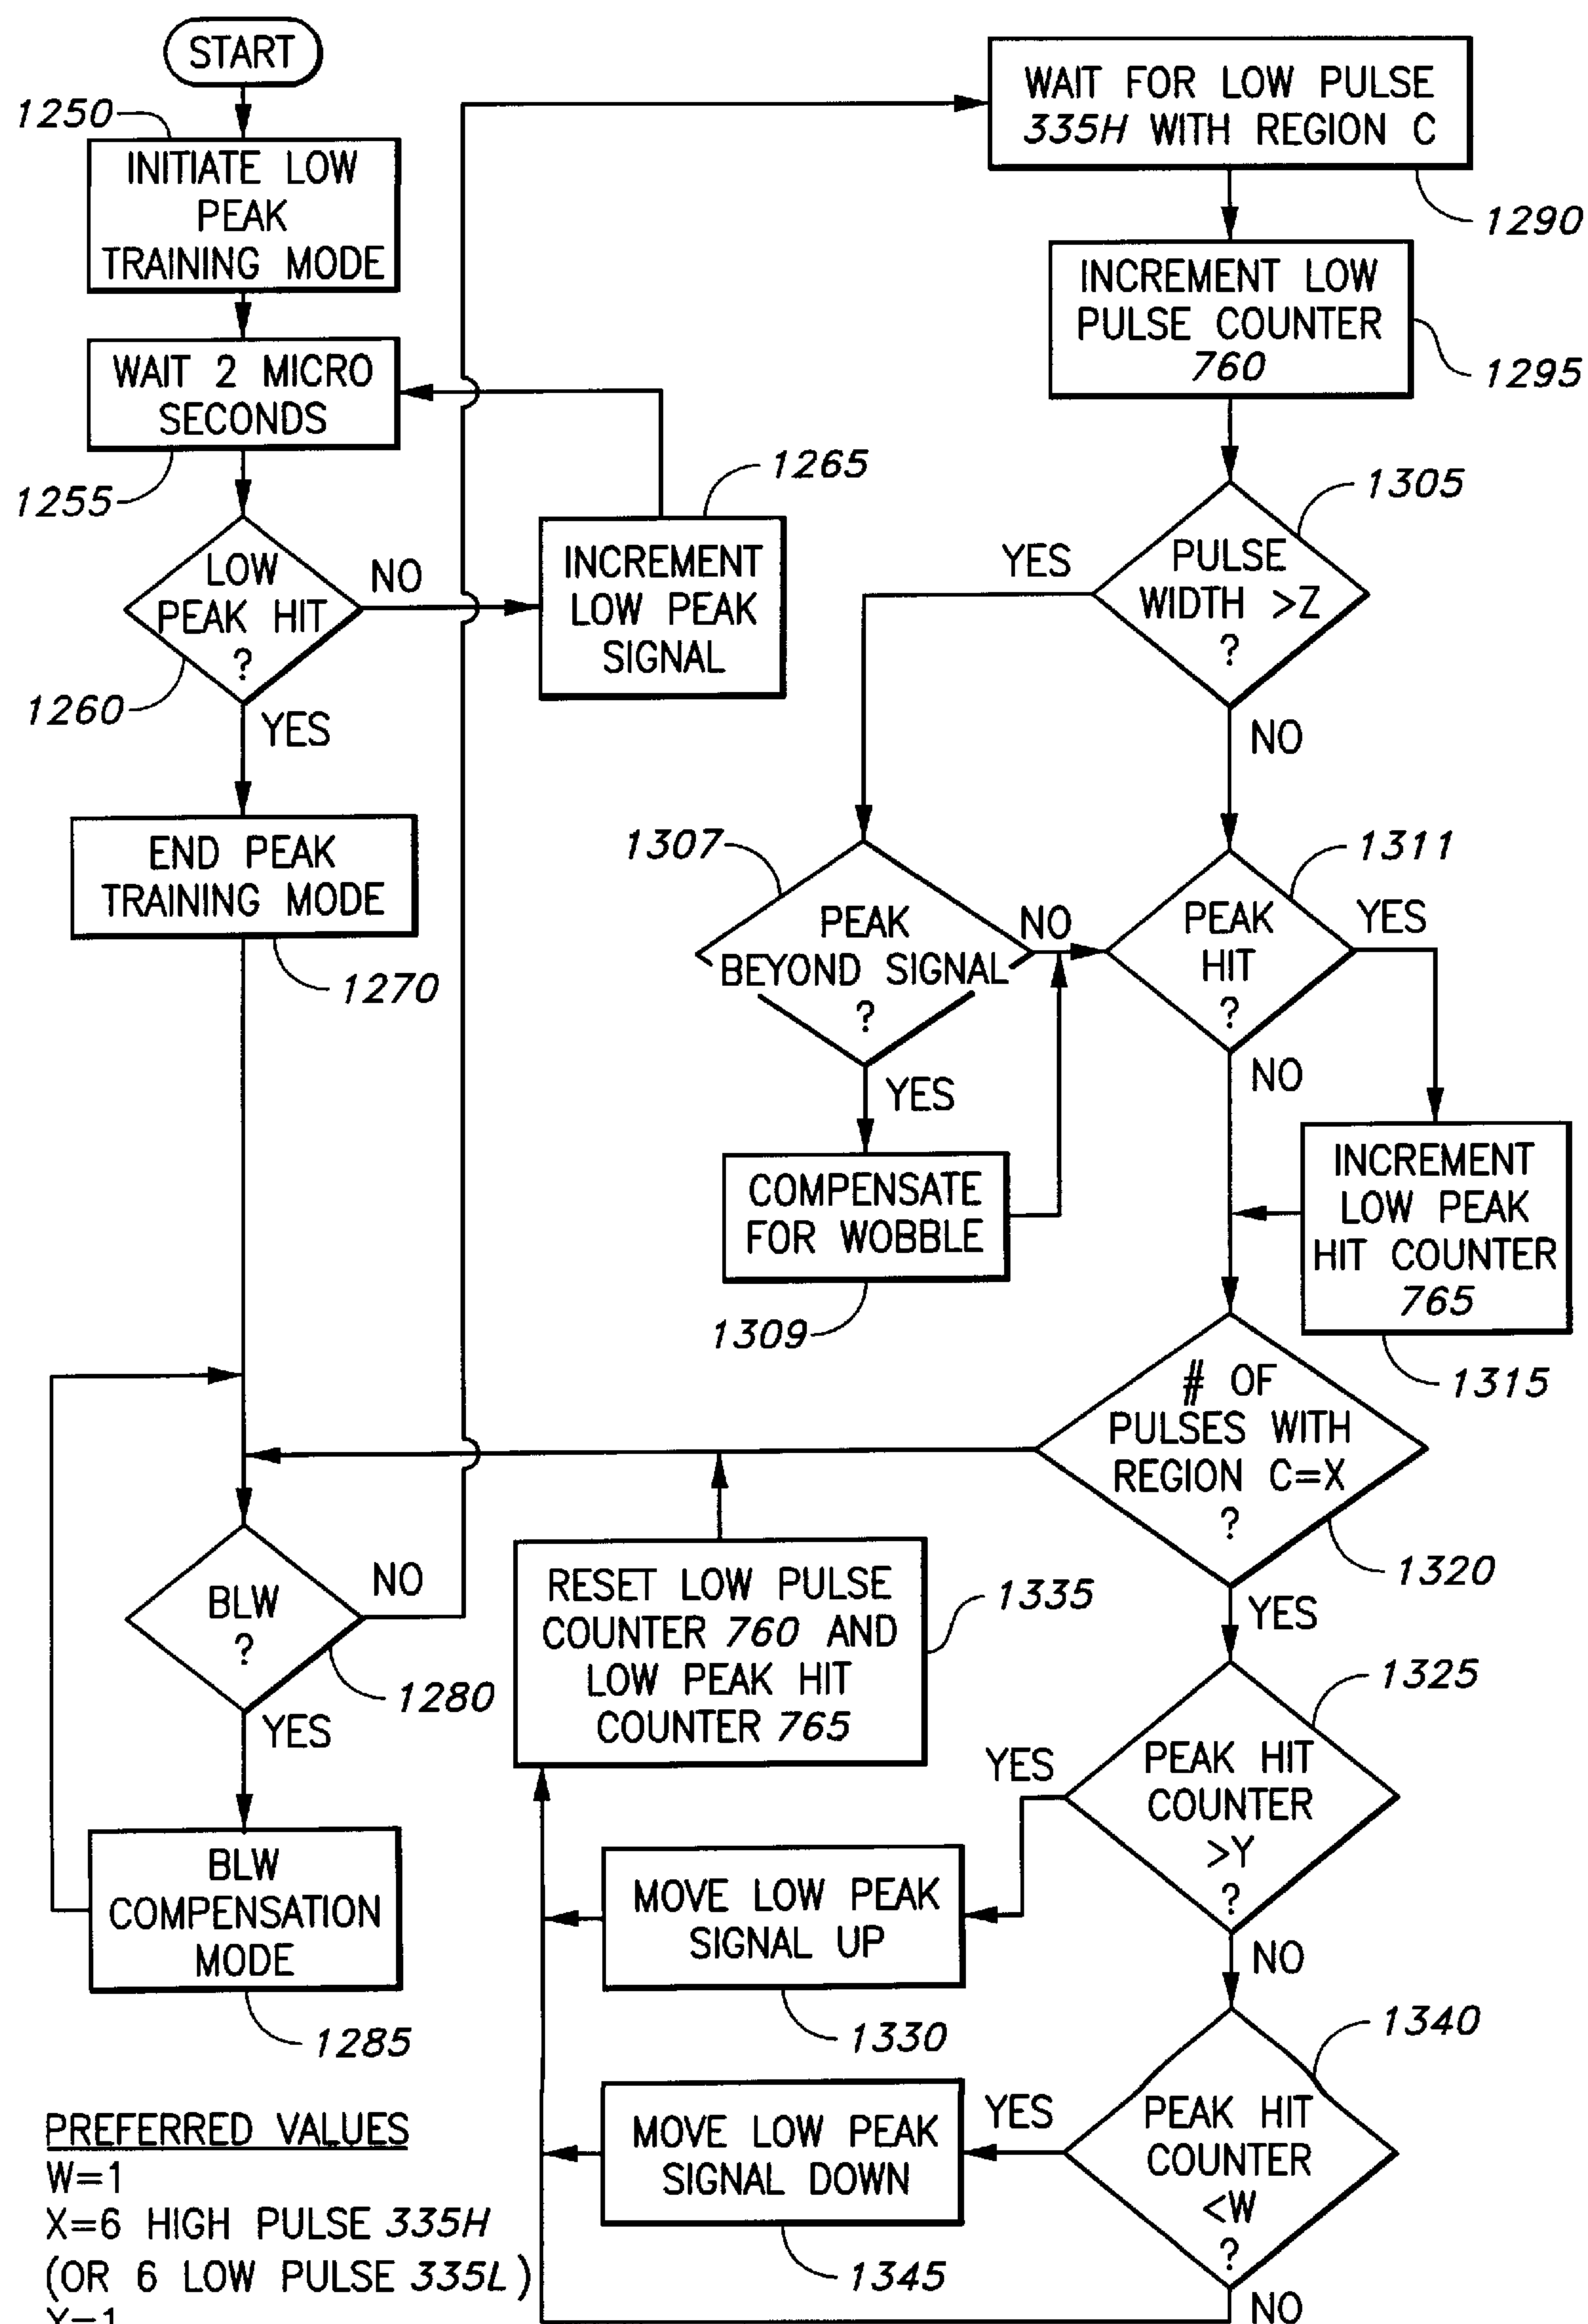 START
1250
INITIATE LOW
PEAK
TRAINING MODE
WAIT 2 MICRO
SECONDS
1255
LOW
PEAK HIT
?
NO
1260
YES
1265
INCREMENT
LOW PEAK
SIGNAL
END PEAK
TRAINING MODE
1270
BLW
?
NO
1280
YES
BLW
COMPENSATION
MODE
1285
WAIT FOR LOW PULSE
335H WITH REGION C
1290
INCREMENT LOW
PULSE COUNTER
760
1295
1305
YES
PULSE
WIDTH >Z
?
NO
1307
PEAK
BEYOND SIGNAL
?
NO
YES
COMPENSATE
FOR WOBBLE
1309
1311
PEAK
HIT
?
YES
NO
INCREMENT
LOW PEAK
HIT COUNTER
765
1315
# OF
PULSES WITH
REGION C=X
?
1320
YES
RESET LOW PULSE
COUNTER 760 AND
LOW PEAK HIT
COUNTER 765
1335
1325
YES
PEAK HIT
COUNTER
>Y
?
NO
MOVE LOW PEAK
SIGNAL UP
1330
1340
YES
PEAK HIT
COUNTER
<W
?
NO
MOVE LOW PEAK
SIGNAL DOWN
1345
PREFERRED VALUES
W=1
X=6 HIGH PULSE 335H
(OR 6 LOW PULSE 335L)
Y=1